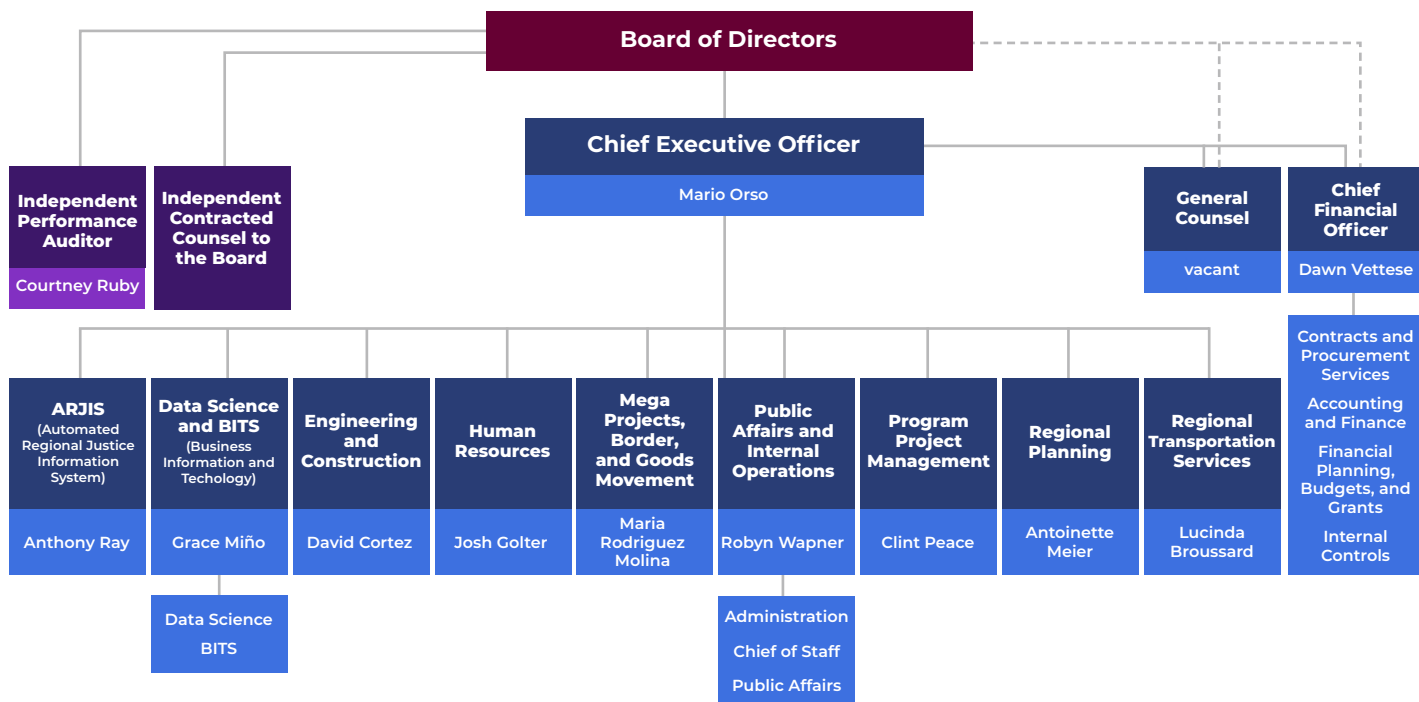 Board of Directors
Chief Executive Officer
Mario Orso
Independent
Performance
Auditor
Courtney Ruby
Independent
Contracted
Counsel to
the Board
General
Counsel
vacant
Chief
Financial
Officer
Dawn Vettese
Contracts and
Procurement
Services
Accounting
and Finance
Financial
Planning,
Budgets, and
Grants
Internal
Controls
ARJIS
(Automated
Regional Justice
Information
System)
Anthony Ray
Data Science
and BITS
(Business
Information and
Techology)
Grace Miño
Data Science
BITS
Engineering
and
Construction
David Cortez
Human
Resources
Josh Golter
Mega
Projects,
Border,
and Goods
Movement
Maria
Rodriguez
Molina
Public
Affairs and
Internal
Operations
Robyn Wapner
Administration
Chief of Staff
Public Affairs
Program
Project
Management
Clint Peace
Regional
Planning
Antoinette
Meier
Regional
Transportation
Services
Lucinda
Broussard